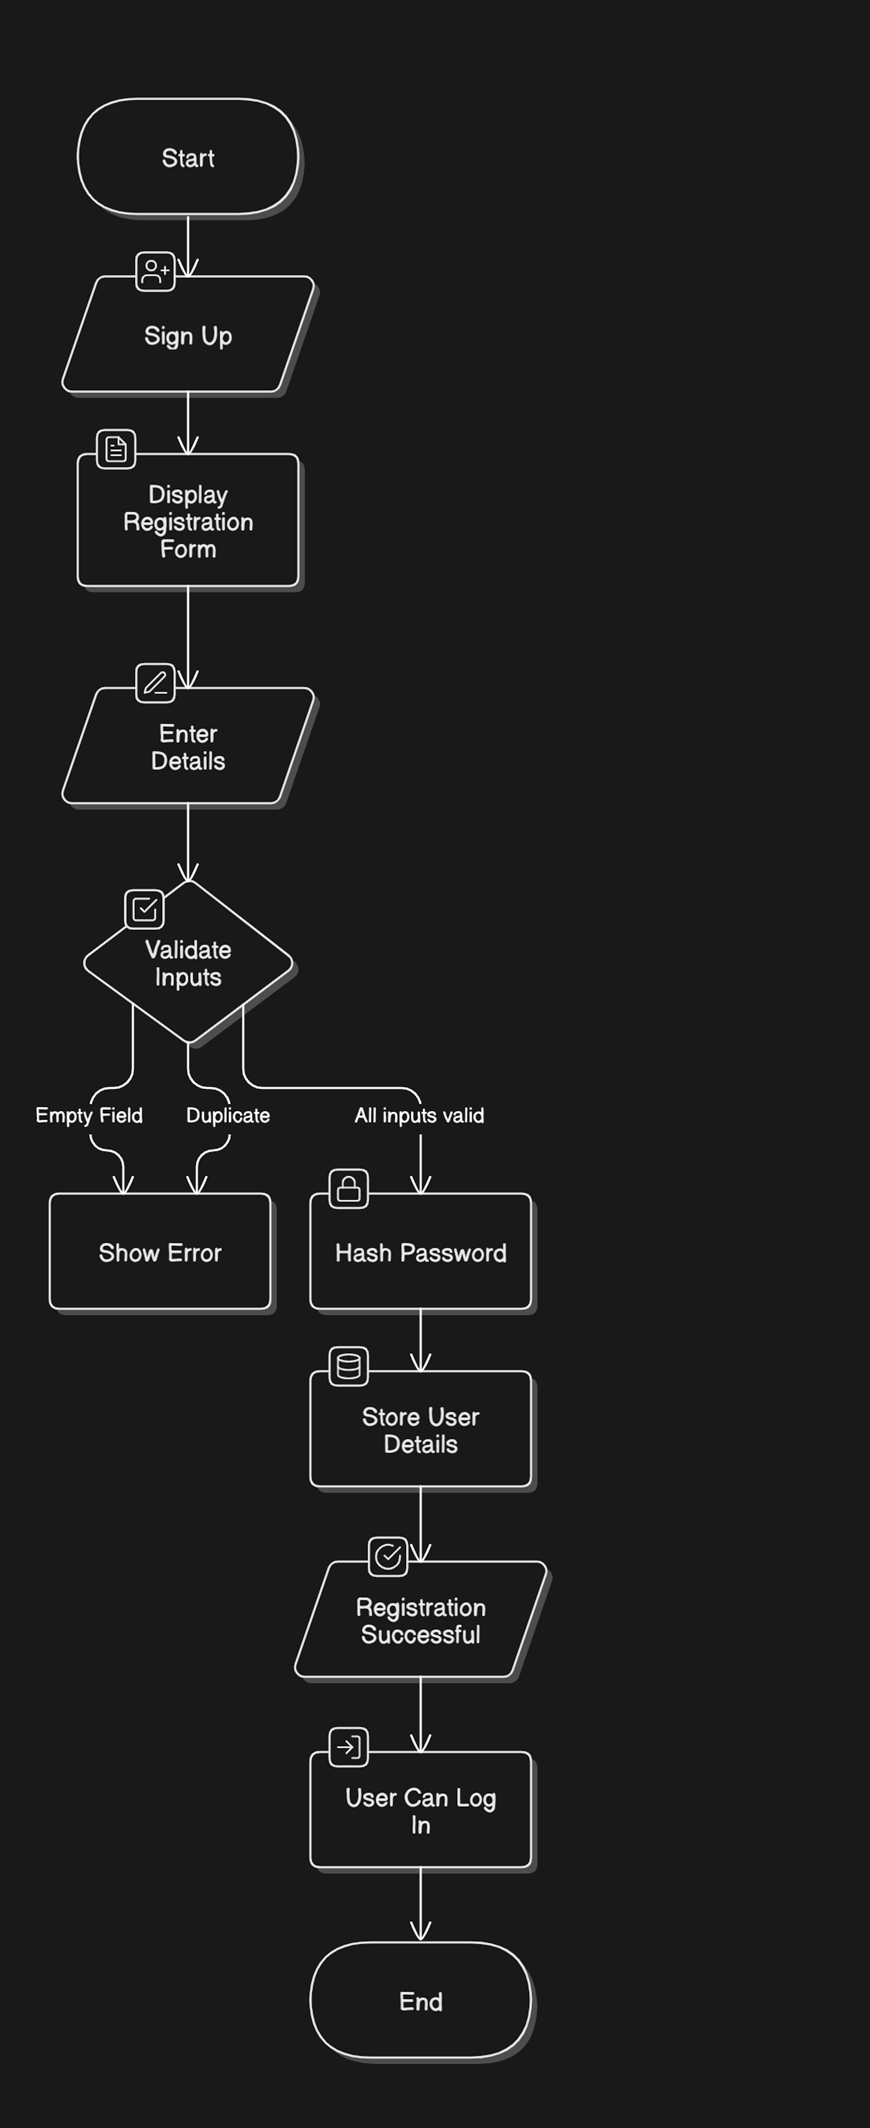 Start
Sign Up
Display
Registration
Form
Enter
Details
Validate
Inputs
Empty Field
Duplicate
All inputs valid
Show Error
Hash Password
Store User
Details
Registration
Successful
User Can Log
In
End